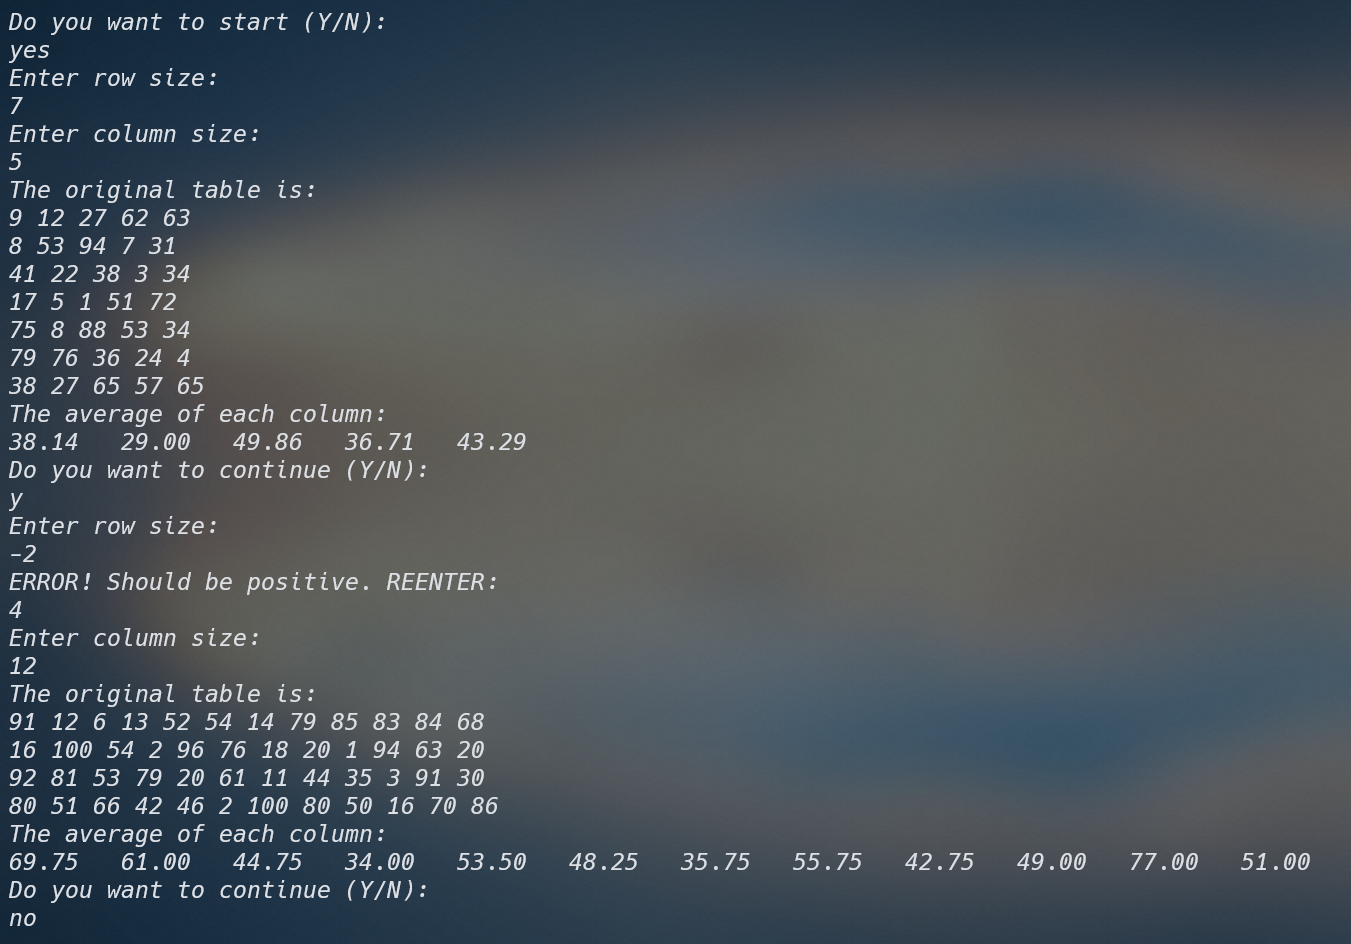 Do you want to start (Y/N):
yes
Enter row size:
7
Enter column size:
5
The original table is:
9 12 27 62 63
8 53 94 7 31
41 22 38 3 34
17 5 1 51 72
75 8 88 53 34
79 76 36 24 4
38 27 65 57 65
The average of each column:
38.14   29.00   49.86   36.71   43.29
Do you want to continue (Y/N):
y
Enter row size:
-2
ERROR! Should be positive. REENTER:
4
Enter column size:
12
The original table is:
91 12 6 13 52 54 14 79 85 83 84 68
16 100 54 2 96 76 18 20 1 94 63 20
92 81 53 79 20 61 11 44 35 3 91 30
80 51 66 42 46 2 100 80 50 16 70 86
The average of each column:
69.75   61.00   44.75   34.00   53.50   48.25   35.75   55.75   42.75   49.00   77.00   51.00
Do you want to continue (Y/N):
no